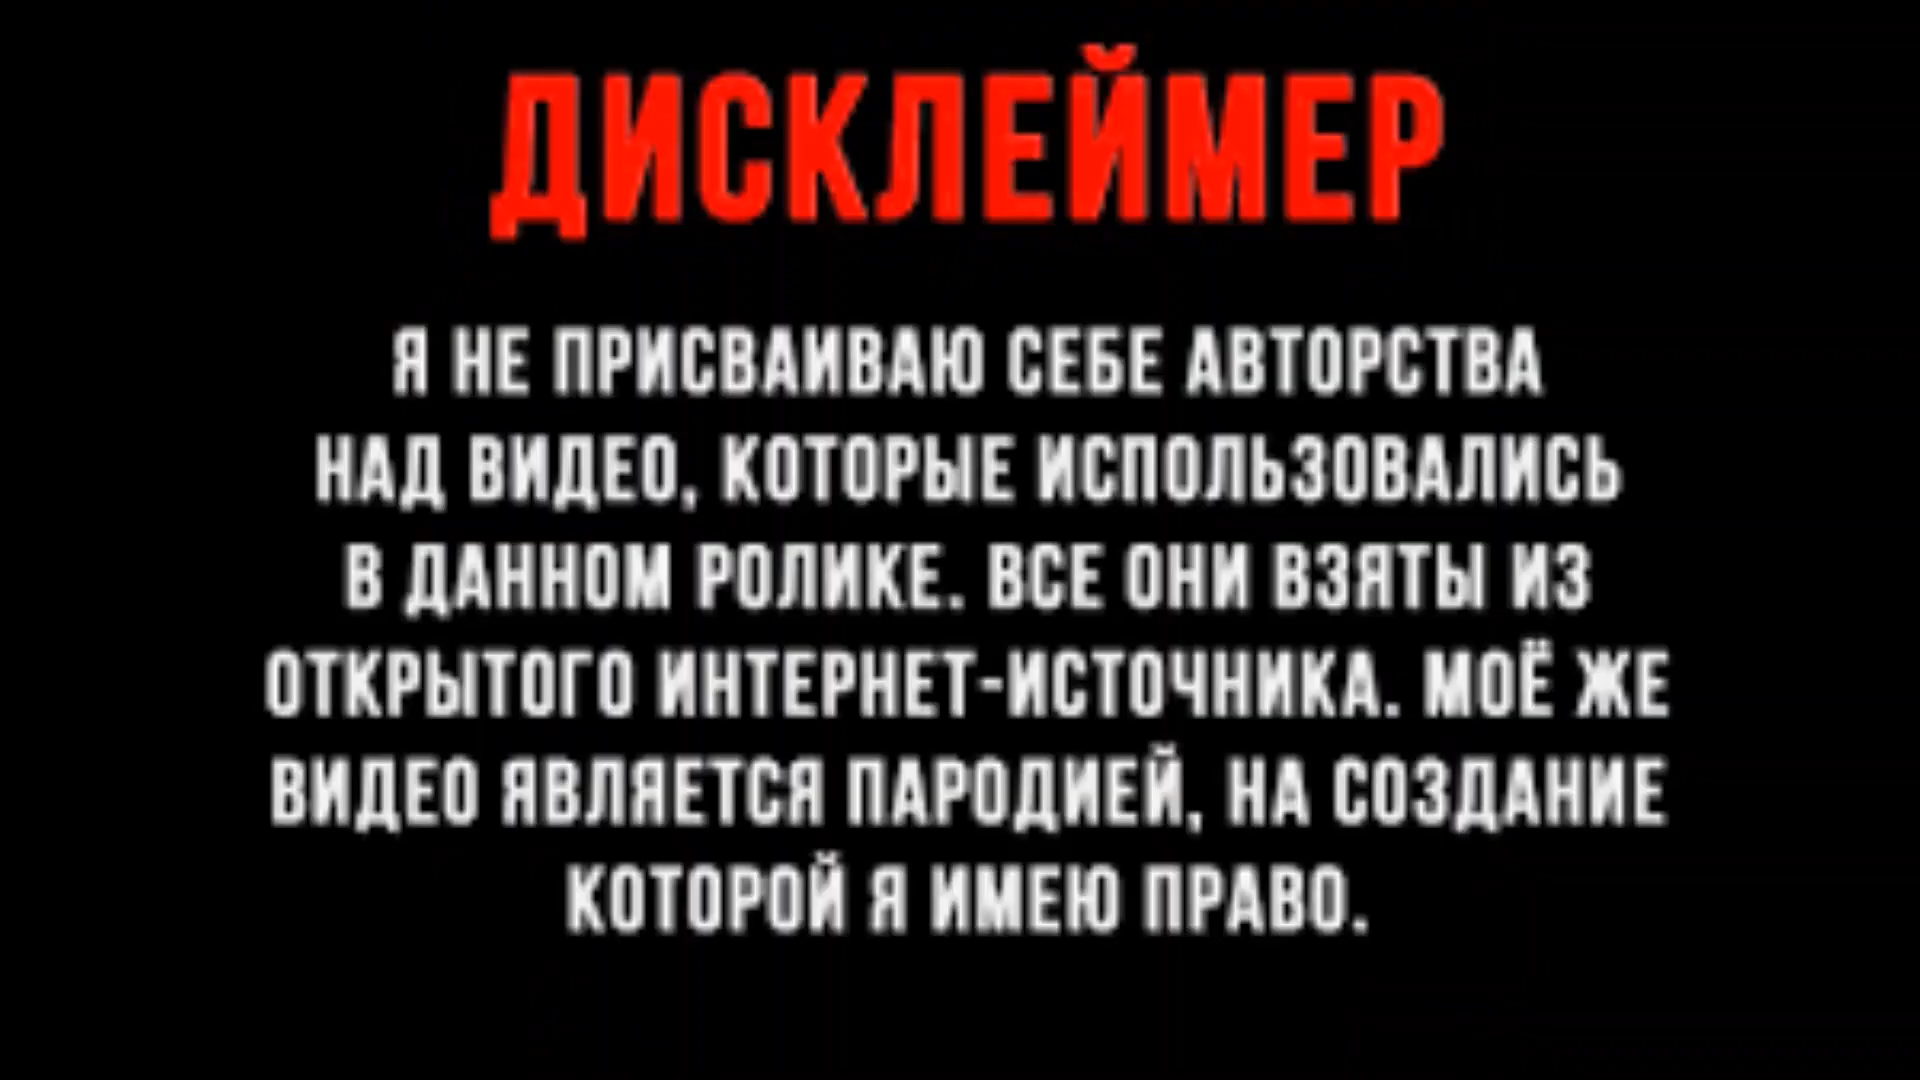 ДИСКЛЕЙМЕР
Я НЕ ПРИСВАИВАЮ СЕБЕ АВТОРСТВА
НАД ВИДЕО, КОТОРЫЕ ИСПОЛЬЗОВАЛИСЬ
В ДАННОМ РОЛИКЕ. ВСЕ ОНИ ВЗЯТЫ ИЗ
ОТКРЫТОГО ИНТЕРНЕТ-ИСТОЧНИКА. МОЁ ЖЕ
ВИДЕО ЯВЛЯЕТСЯ ПАРОДИЕЙ, НА СОЗДАНИЕ
КОТОРОЙ Я ИМЕЮ ПРАВО.